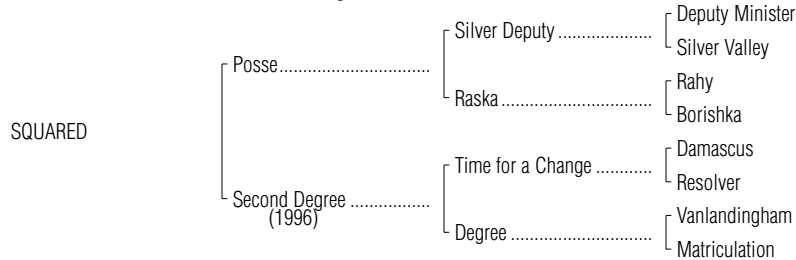 Deputy Minister
Silver Deputy ....................
Silver Valley
Posse................................
Rahy
Raska ................................
Borishka
SQUARED
Damascus
Time for a Change ............
Resolver
Second Degree .................
(1996)
Vanlandingham
Degree ..............................
Matriculation